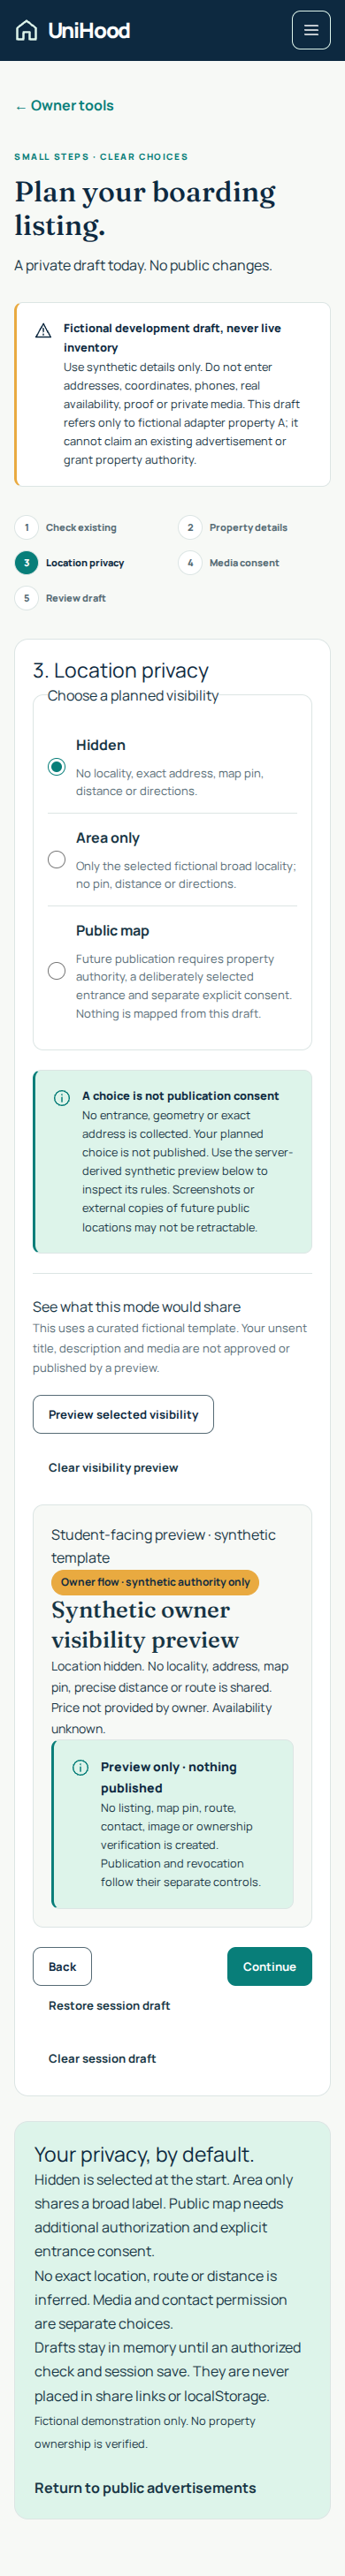 UniHood
← Owner tools
SMALL STEPS · CLEAR CHOICES
Plan your boarding
listing.
A private draft today. No public changes.
Fictional development draft, never live
inventory
Use synthetic details only. Do not enter
addresses, coordinates, phones, real
availability, proof or private media. This draft
refers only to fictional adapter property A; it
cannot claim an existing advertisement or
grant property authority.
1 Check existing
2 Property details
3 Location privacy
4 Media consent
5 Review draft
3. Location privacy
Choose a planned visibility
Hidden
No locality, exact address, map pin,
distance or directions.
Area only
Only the selected fictional broad locality;
no pin, distance or directions.
Public map
Future publication requires property
authority, a deliberately selected
entrance and separate explicit consent.
Nothing is mapped from this draft.
A choice is not publication consent
No entrance, geometry or exact
address is collected. Your planned
choice is not published. Use the server-
derived synthetic preview below to
inspect its rules. Screenshots or
external copies of future public
locations may not be retractable.
See what this mode would share
This uses a curated fictional template. Your unsent
title, description and media are not approved or
published by a preview.
Preview selected visibility
Clear visibility preview
Student-facing preview · synthetic
template
Owner flow · synthetic authority only
Synthetic owner
visibility preview
Location hidden. No locality, address, map
pin, precise distance or route is shared.
Price not provided by owner. Availability
unknown.
Preview only · nothing
published
No listing, map pin, route,
contact, image or ownership
verification is created.
Publication and revocation
follow their separate controls.
Back
Continue
Restore session draft
Clear session draft
Your privacy, by default.
Hidden is selected at the start. Area only
shares a broad label. Public map needs
additional authorization and explicit
entrance consent.
No exact location, route or distance is
inferred. Media and contact permission
are separate choices.
Drafts stay in memory until an authorized
check and session save. They are never
placed in share links or localStorage.
Fictional demonstration only. No property
ownership is verified.
Return to public advertisements